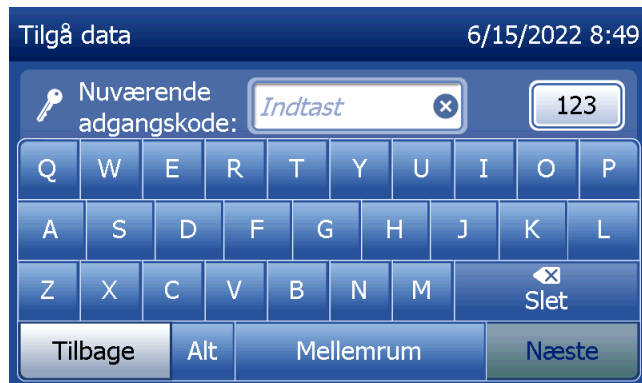 Tilgå data 6/15/2022 8:49
Nuværende
adgangskode: Indtast 123
Q W E R T Y U I O P
A S D F G H J K L
Z X C V B N M Slet
Tilbage Alt Mellemrum Næste